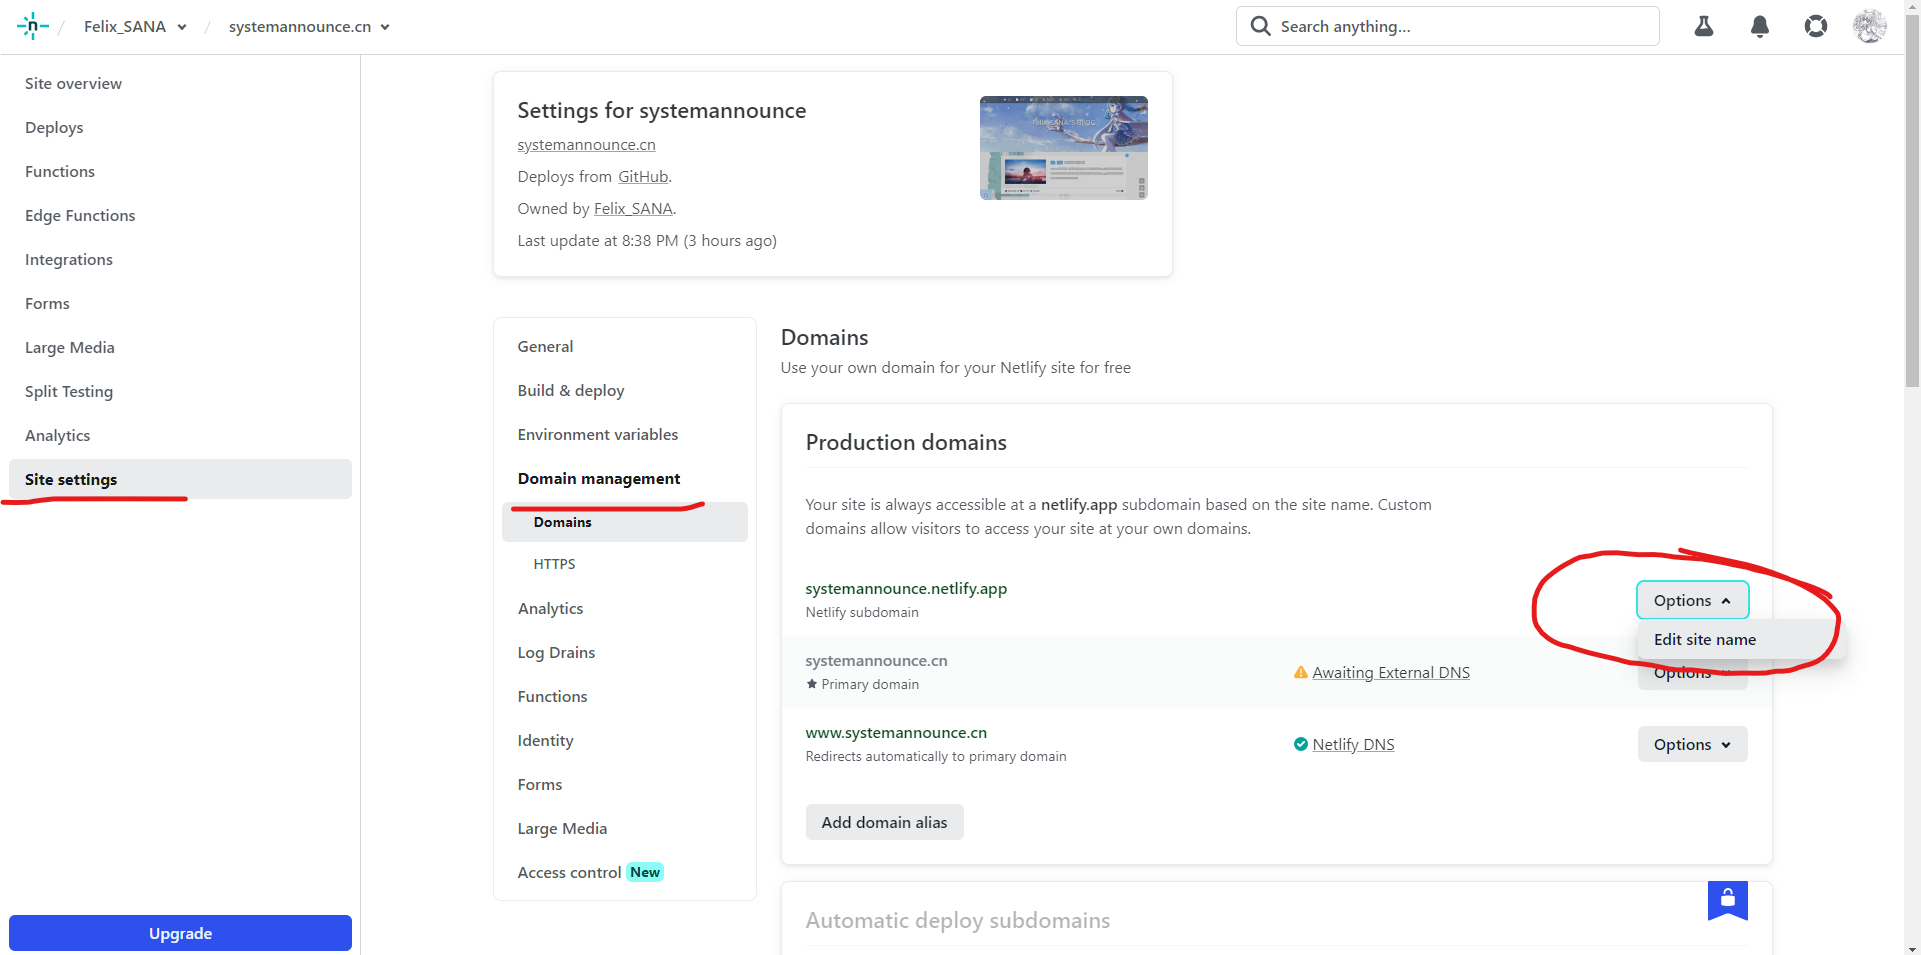 n / Felix_SANA / systemannounce.cn
Search anything...
Site overview
Deploys
Functions
Edge Functions
Integrations
Forms
Large Media
Split Testing
Analytics
Site settings
Upgrade
Settings for systemannounce
systemannounce.cn
Deploys from GitHub.
Owned by Felix_SANA.
Last update at 8:38 PM (3 hours ago)
FELIX SANA'S BLOG
General
Build & deploy
Environment variables
Domain management
Domains
HTTPS
Analytics
Log Drains
Functions
Identity
Forms
Large Media
Access control New
Domains
Use your own domain for your Netlify site for free
Production domains
Your site is always accessible at a netlify.app subdomain based on the site name. Custom
domains allow visitors to access your site at your own domains.
systemannounce.netlify.app
Netlify subdomain
Options
Edit site name
systemannounce.cn
Primary domain
Awaiting External DNS
Options
www.systemannounce.cn
Redirects automatically to primary domain
Netlify DNS
Options
Add domain alias
Automatic deploy subdomains